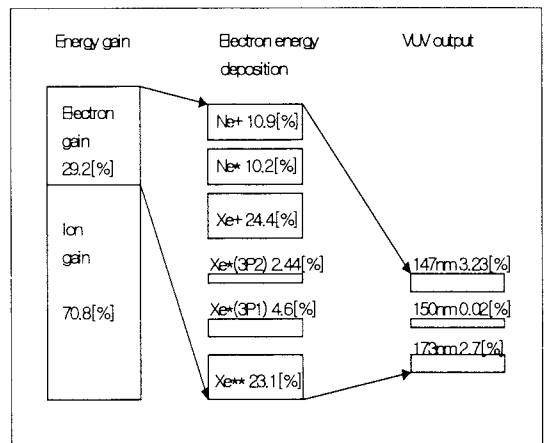 Energy gain
Electron energy
deposition
VUV output
Electron
gain
29.2[%]
Ion
gain
70.8[%]
Ne+ 10.9[%]
Ne* 10.2[%]
Xe+ 24.4[%]
Xe*(3P2) 2.44[%]
Xe*(3P1) 4.6[%]
Xe** 23.1[%]
147nm 3.23[%]
150nm 0.02[%]
173nm 2.7[%]